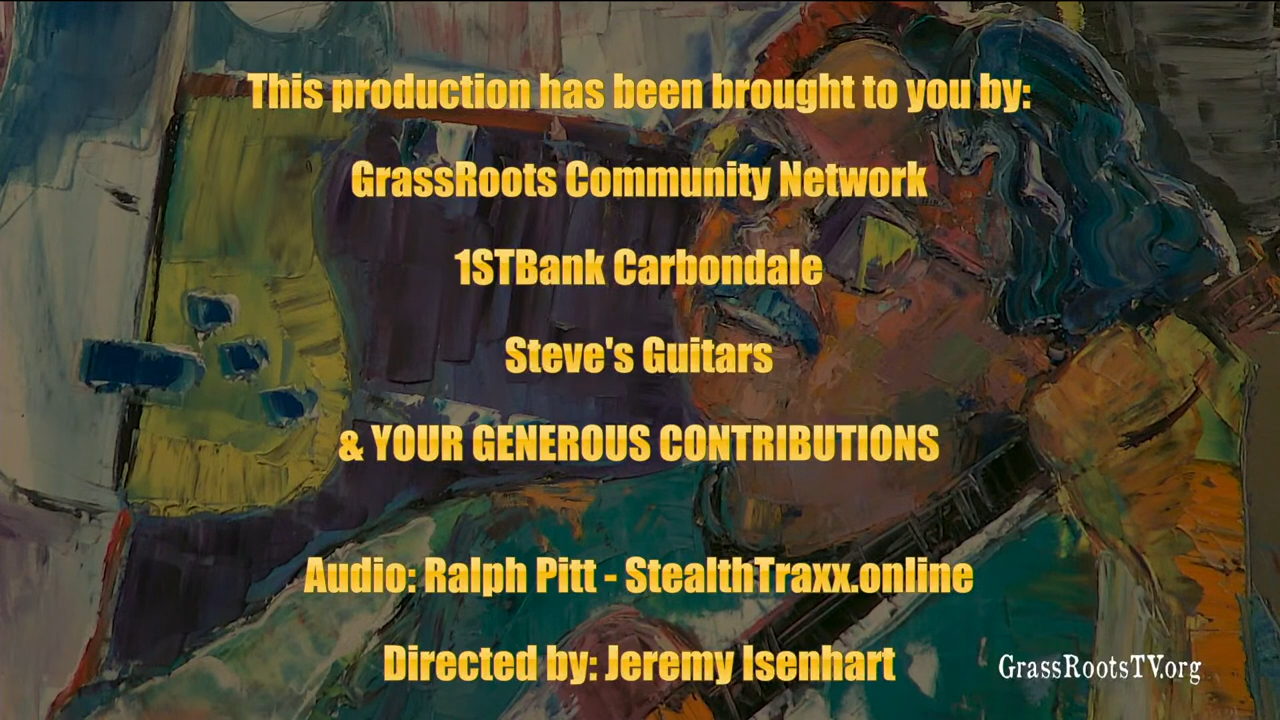 This production has been brought to you by:
GrassRoots Community Network
1STBank Carbondale
Steve's Guitars
& YOUR GENEROUS CONTRIBUTIONS
Audio: Ralph Pitt - StealthTraxx.online
Directed by: Jeremy Isenhart
GrassRootsTV.org